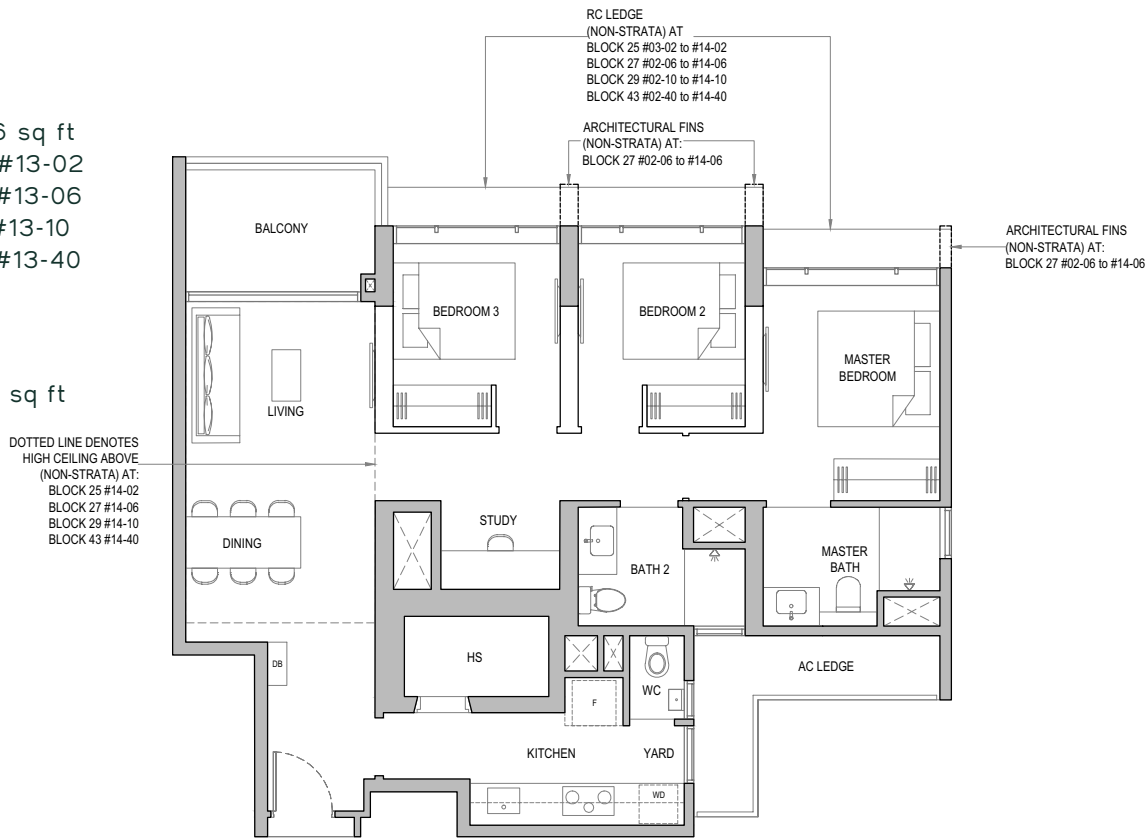 RC LEDGE
(NON-STRATA) AT
BLOCK 25 #03-02 to #14-02
BLOCK 27 #02-06 to #14-06
BLOCK 29 #02-10 to #14-10
BLOCK 43 #02-40 to #14-40
sq ft
#13-02
#13-06
#13-10
#13-40
ARCHITECTURAL FINS
(NON-STRATA) AT:
BLOCK 27 #02-06 to #14-06
ARCHITECTURAL FINS
(NON-STRATA) AT:
BLOCK 27 #02-06 to #14-06
BALCONY
BEDROOM 3
BEDROOM 2
MASTER
BEDROOM
sq ft
LIVING
DOTTED LINE DENOTES
HIGH CEILING ABOVE
(NON-STRATA) AT:
BLOCK 25 #14-02
BLOCK 27 #14-06
BLOCK 29 #14-10
BLOCK 43 #14-40
DINING
STUDY
BATH 2
MASTER
BATH
HS
DB
WC
AC LEDGE
F
KITCHEN
YARD
WD